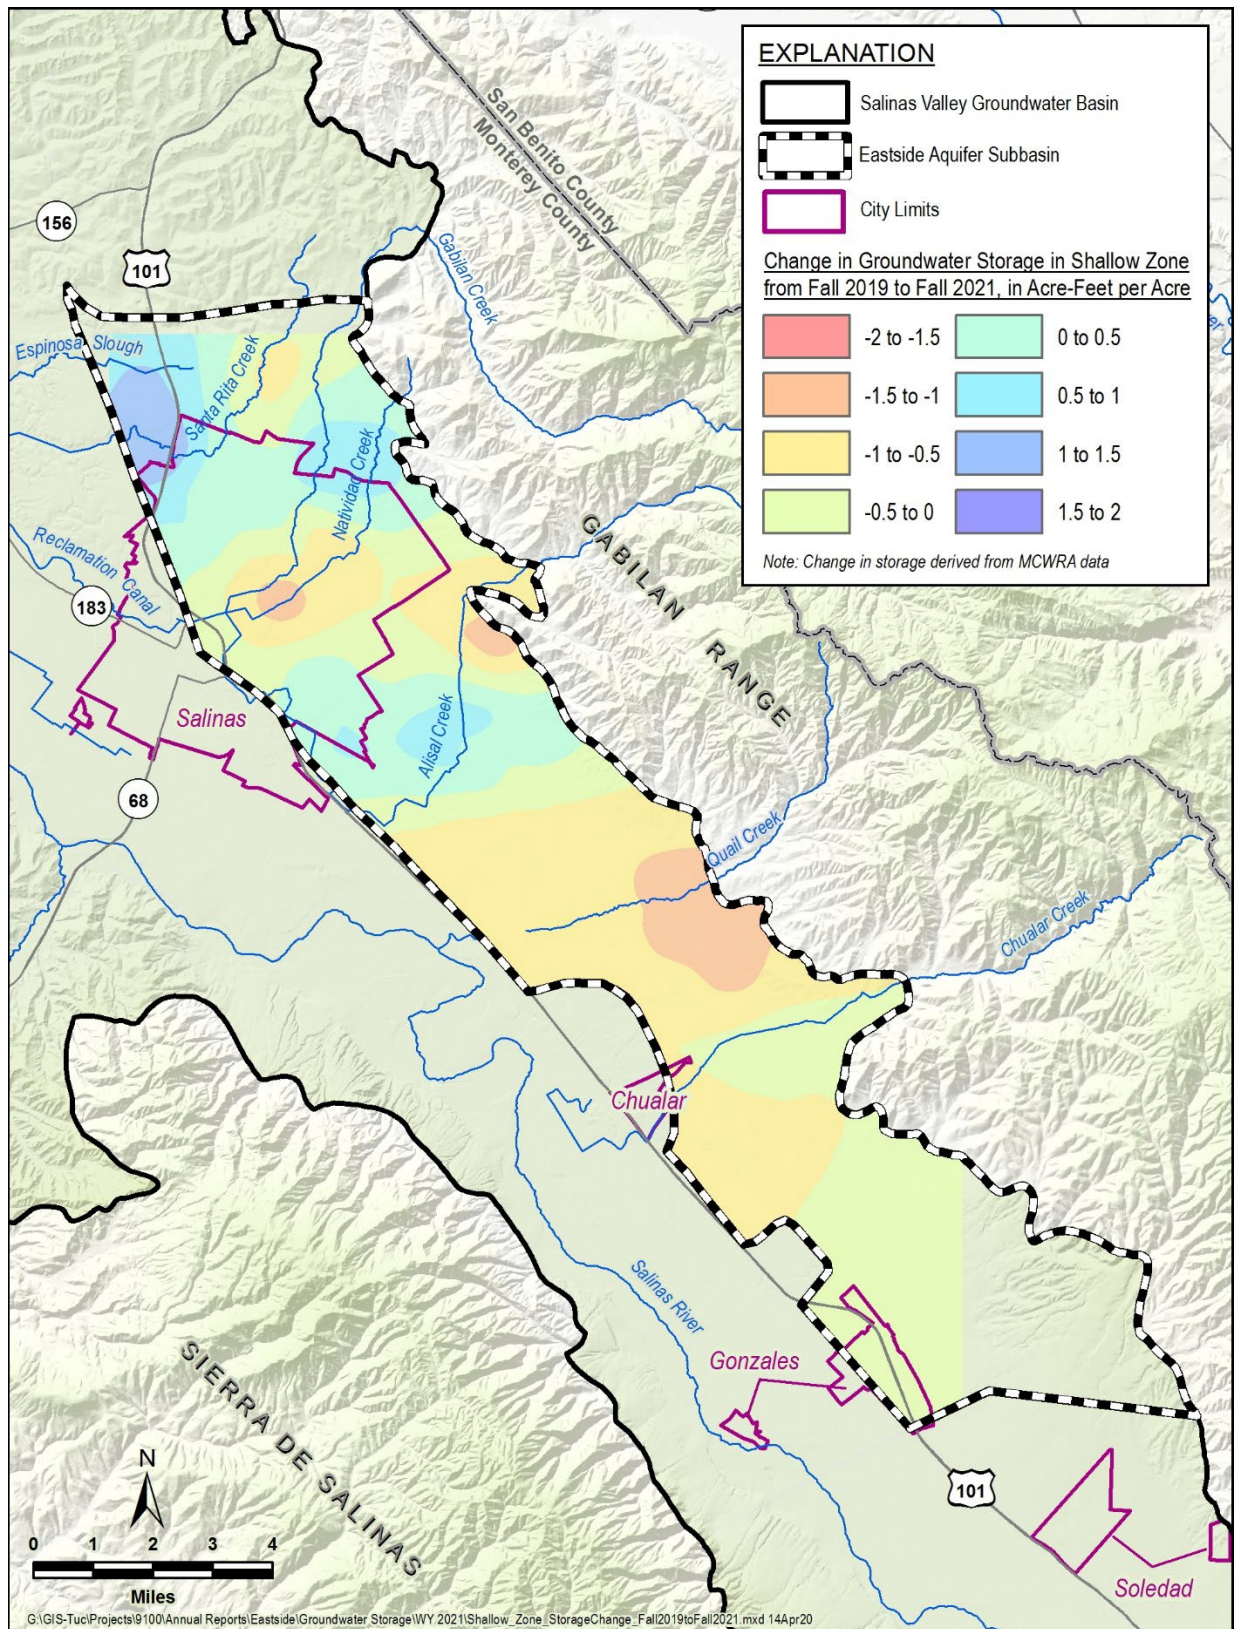 EXPLANATION
Salinas Valley Groundwater Basin
Eastside Aquifer Subbasin
City Limits
Change in Groundwater Storage in Shallow Zone
from Fall 2019 to Fall 2021, in Acre-Feet per Acre
-2 to -1.5
0 to 0.5
-1.5 to -1
0.5 to 1
-1 to -0.5
1 to 1.5
-0.5 to 0
1.5 to 2
Note: Change in storage derived from MCWRA data
San Benito County
Monterey County
156
101
Gabilan Creek
Espinosa Slough
Santa Rita Creek
Natividad Creek
Reclamation Canal
183
GABILAN RANGE
Salinas
Alisal Creek
68
Quail Creek
Chualar Creek
Chualar
Salinas River
Gonzales
SIERRA DE SALINAS
101
Soledad
N
0 1 2 3 4
Miles
G:\GIS-Tuc\Projects\9100\Annual Reports\Eastside\Groundwater Storage\WY 2021\Shallow_Zone_StorageChange_Fall2019toFall2021.mxd 14Apr20